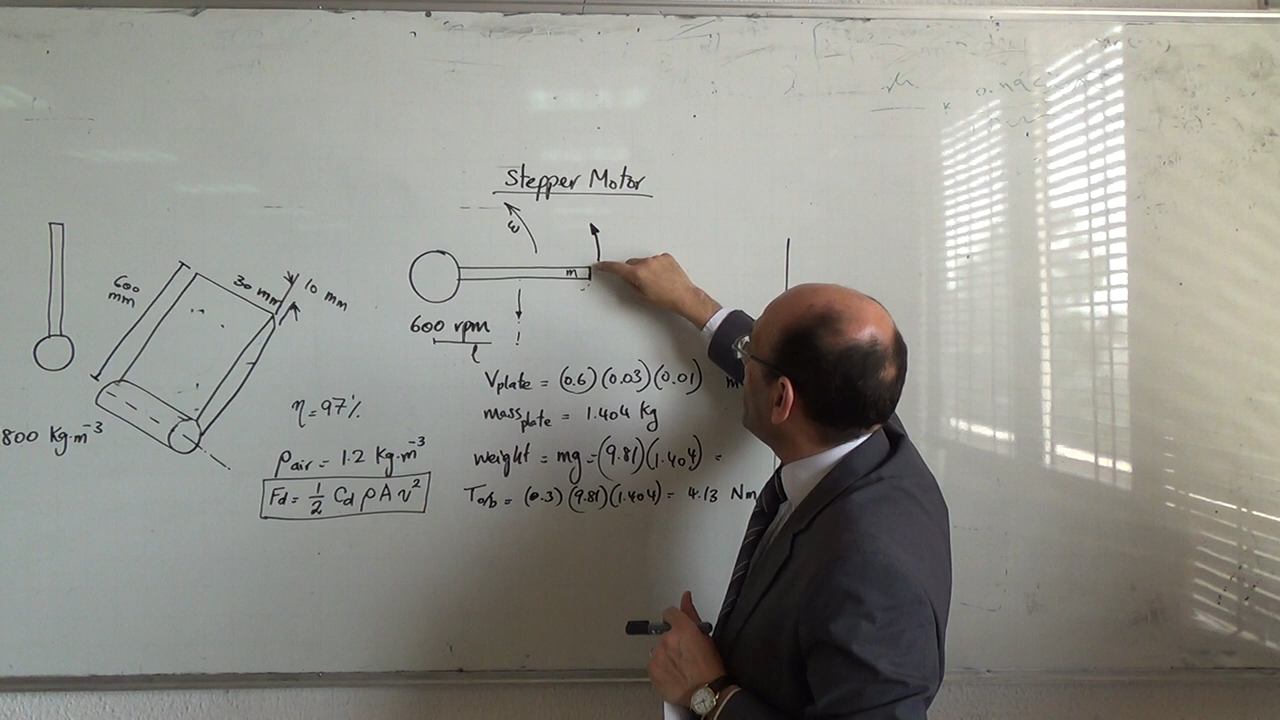 Stepper Motor
ω
m
600 rpm
600
mm
30 mm
10 mm
800 Kg.m⁻³
η = 97%
ρair = 1.2 Kg.m⁻³
Fd = 1/2 Cd ρ A v²
Vplate = (0.6)(0.03)(0.01) m
massplate = 1.404 Kg
weight = mg = (9.81)(1.404) =
Torb = (0.3)(9.81)(1.404) = 4.13 Nm